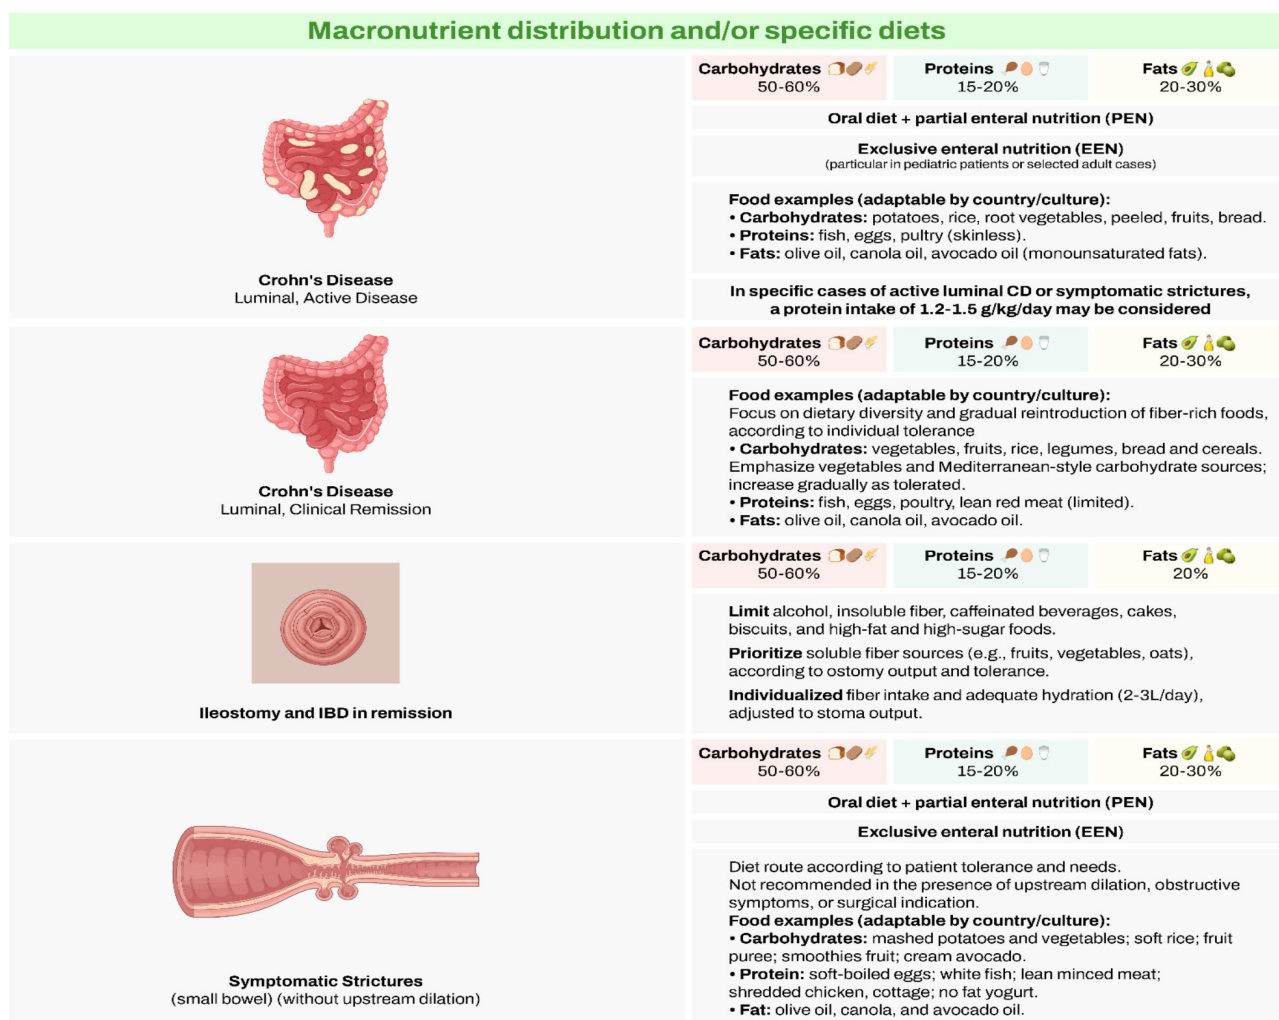 Macronutrient distribution and/or specific diets
Crohn's Disease
Luminal, Active Disease
Carbohydrates
50-60%
Proteins
15-20%
Fats
20-30%
Oral diet + partial enteral nutrition (PEN)
Exclusive enteral nutrition (EEN)
(particular in pediatric patients or selected adult cases)
Food examples (adaptable by country/culture):
• Carbohydrates: potatoes, rice, root vegetables, peeled, fruits, bread.
• Proteins: fish, eggs, pultry (skinless).
• Fats: olive oil, canola oil, avocado oil (monounsaturated fats).
In specific cases of active luminal CD or symptomatic strictures,
a protein intake of 1.2-1.5 g/kg/day may be considered
Crohn's Disease
Luminal, Clinical Remission
Carbohydrates
50-60%
Proteins
15-20%
Fats
20-30%
Food examples (adaptable by country/culture):
Focus on dietary diversity and gradual reintroduction of fiber-rich foods,
according to individual tolerance
• Carbohydrates: vegetables, fruits, rice, legumes, bread and cereals.
Emphasize vegetables and Mediterranean-style carbohydrate sources;
increase gradually as tolerated.
• Proteins: fish, eggs, poultry, lean red meat (limited).
• Fats: olive oil, canola oil, avocado oil.
Ileostomy and IBD in remission
Carbohydrates
50-60%
Proteins
15-20%
Fats
20%
Limit alcohol, insoluble fiber, caffeinated beverages, cakes,
biscuits, and high-fat and high-sugar foods.
Prioritize soluble fiber sources (e.g., fruits, vegetables, oats),
according to ostomy output and tolerance.
Individualized fiber intake and adequate hydration (2-3L/day),
adjusted to stoma output.
Symptomatic Strictures
(small bowel) (without upstream dilation)
Carbohydrates
50-60%
Proteins
15-20%
Fats
20-30%
Oral diet + partial enteral nutrition (PEN)
Exclusive enteral nutrition (EEN)
Diet route according to patient tolerance and needs.
Not recommended in the presence of upstream dilation, obstructive
symptoms, or surgical indication.
Food examples (adaptable by country/culture):
• Carbohydrates: mashed potatoes and vegetables; soft rice; fruit
puree; smoothies fruit; cream avocado.
• Protein: soft-boiled eggs; white fish; lean minced meat;
shredded chicken, cottage; no fat yogurt.
• Fat: olive oil, canola, and avocado oil.